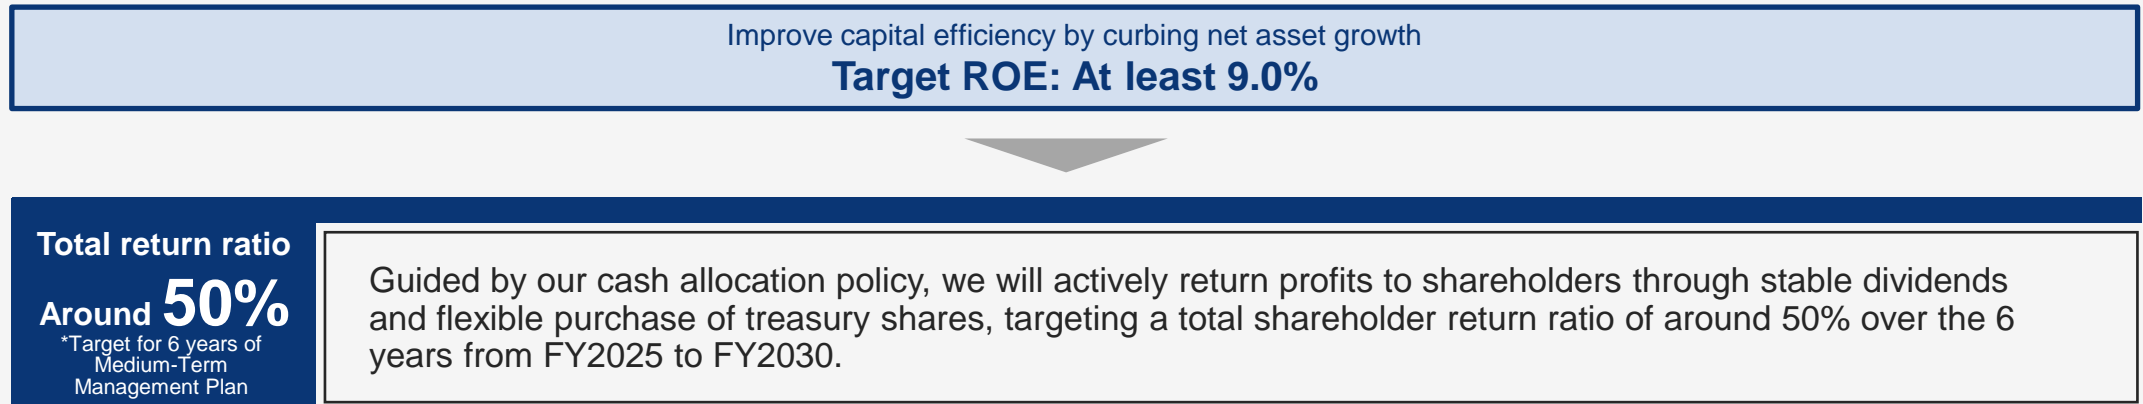 Improve capital efficiency by curbing net asset growth
Target ROE: At least 9.0%
Total return ratio
Around 50%
*Target for 6 years of
Medium-Term
Management Plan
Guided by our cash allocation policy, we will actively return profits to shareholders through stable dividends
and flexible purchase of treasury shares, targeting a total shareholder return ratio of around 50% over the 6
years from FY2025 to FY2030.